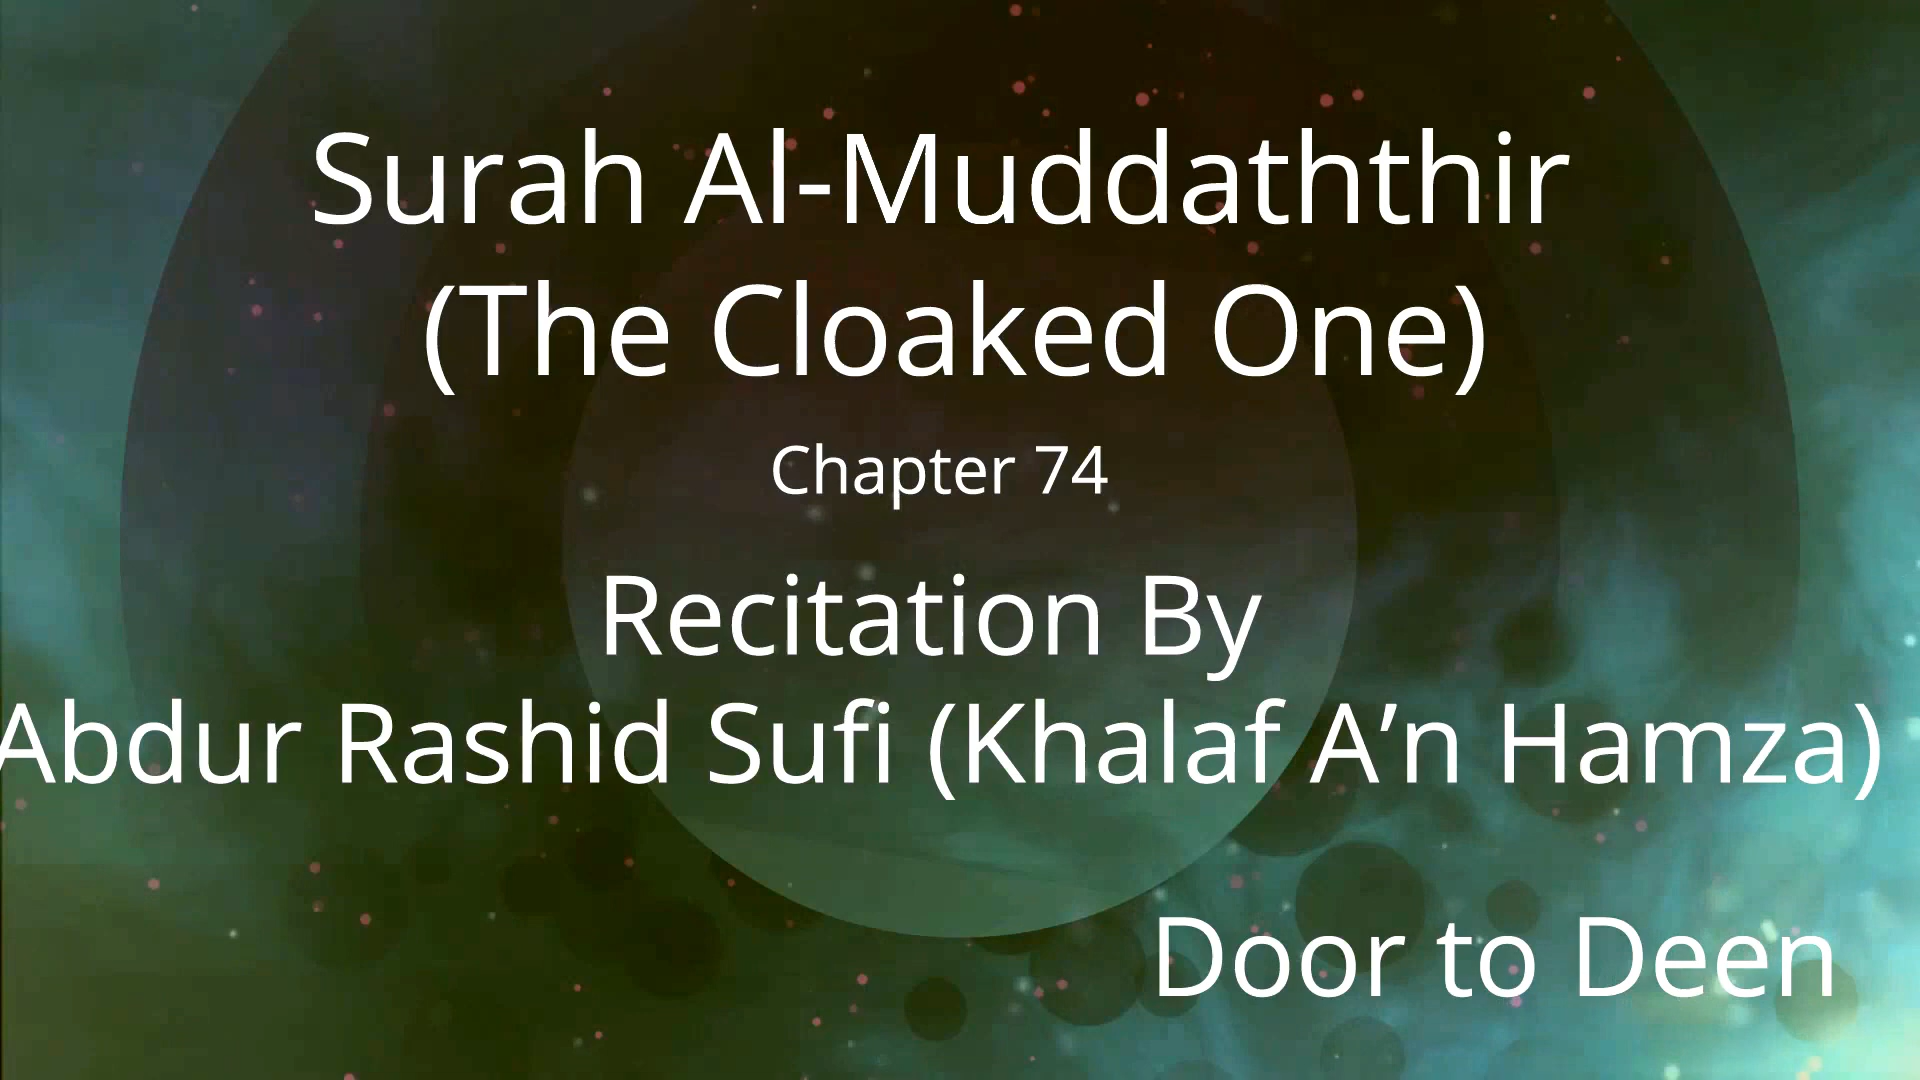 Surah Al-Muddaththir
(The Cloaked One)
Chapter 74
Recitation By
Abdur Rashid Sufi (Khalaf A’n Hamza)
Door to Deen